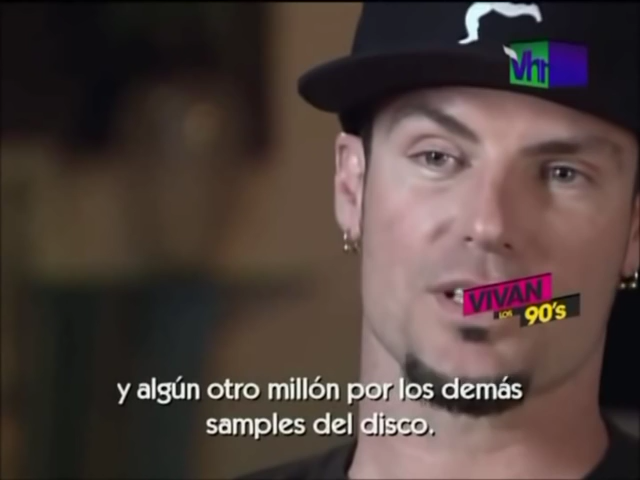 Vh1
VIVAN
LOS 90's
y algún otro millón por los demás
samples del disco.